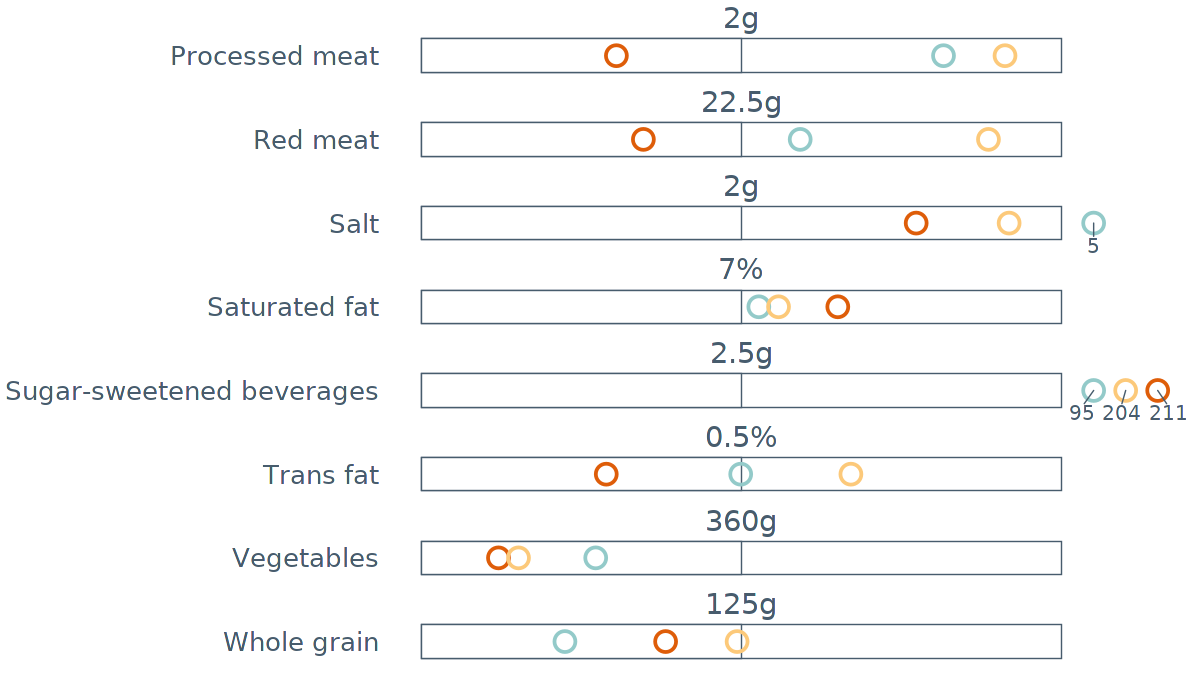 2g
Processed meat
22.5g
Red meat
2g
Salt
5
7%
Saturated fat
2.5g
Sugar-sweetened beverages
95 204 211
0.5%
Trans fat
360g
Vegetables
125g
Whole grain